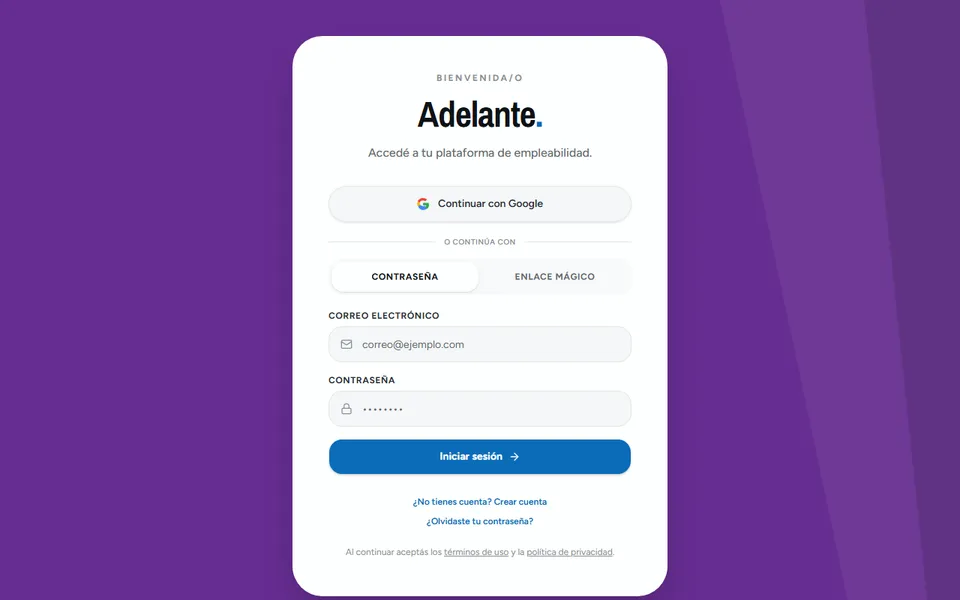 BIENVENIDA/O
Adelante.
Accedé a tu plataforma de empleabilidad.
Continuar con Google
O CONTINÚA CON
CONTRASEÑA
ENLACE MÁGICO
CORREO ELECTRÓNICO
correo@ejemplo.com
CONTRASEÑA
••••••••
Iniciar sesión →
¿No tienes cuenta? Crear cuenta
¿Olvidaste tu contraseña?
Al continuar aceptás los términos de uso y la política de privacidad.